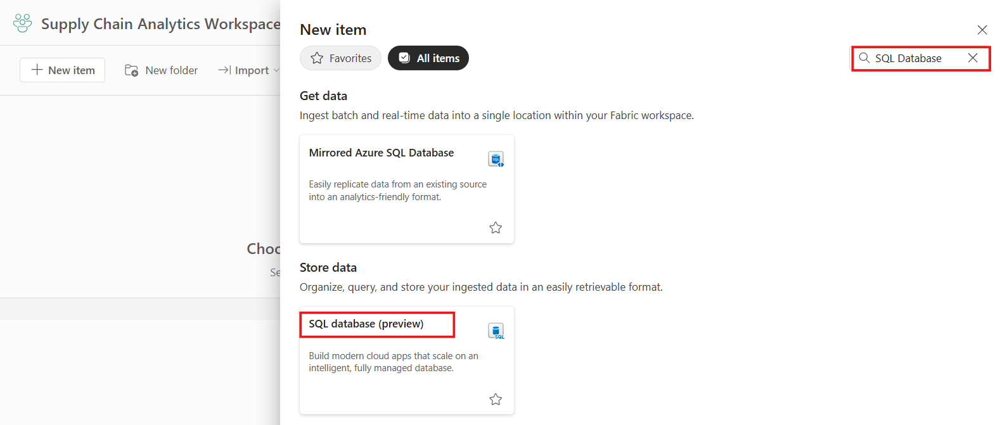 Supply Chain Analytics Workspace
New item
New folder
Import
Choo
Se
New item
Favorites
All items
SQL Database
Get data
Ingest batch and real-time data into a single location within your Fabric workspace.
Mirrored Azure SQL Database
SQL
Easily replicate data from an existing source
into an analytics-friendly format.
Store data
Organize, query, and store your ingested data in an easily retrievable format.
SQL database (preview)
SQL
Build modern cloud apps that scale on an
intelligent, fully managed database.